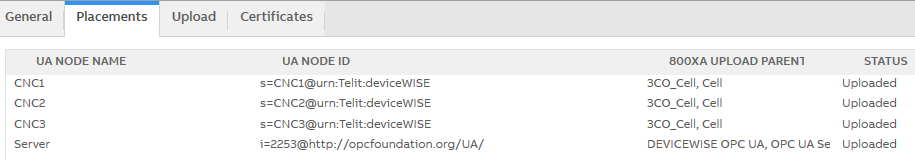 General Placements Upload Certificates
UA NODE NAME UA NODE ID 800XA UPLOAD PARENT STATUS
CNC1 s=CNC1@urn:Telit:deviceWISE 3CO_Cell, Cell Uploaded
CNC2 s=CNC2@urn:Telit:deviceWISE 3CO_Cell, Cell Uploaded
CNC3 s=CNC3@urn:Telit:deviceWISE 3CO_Cell, Cell Uploaded
Server i=2253@http://opcfoundation.org/UA/ DEVICEWISE OPC UA, OPC UA Se Uploaded